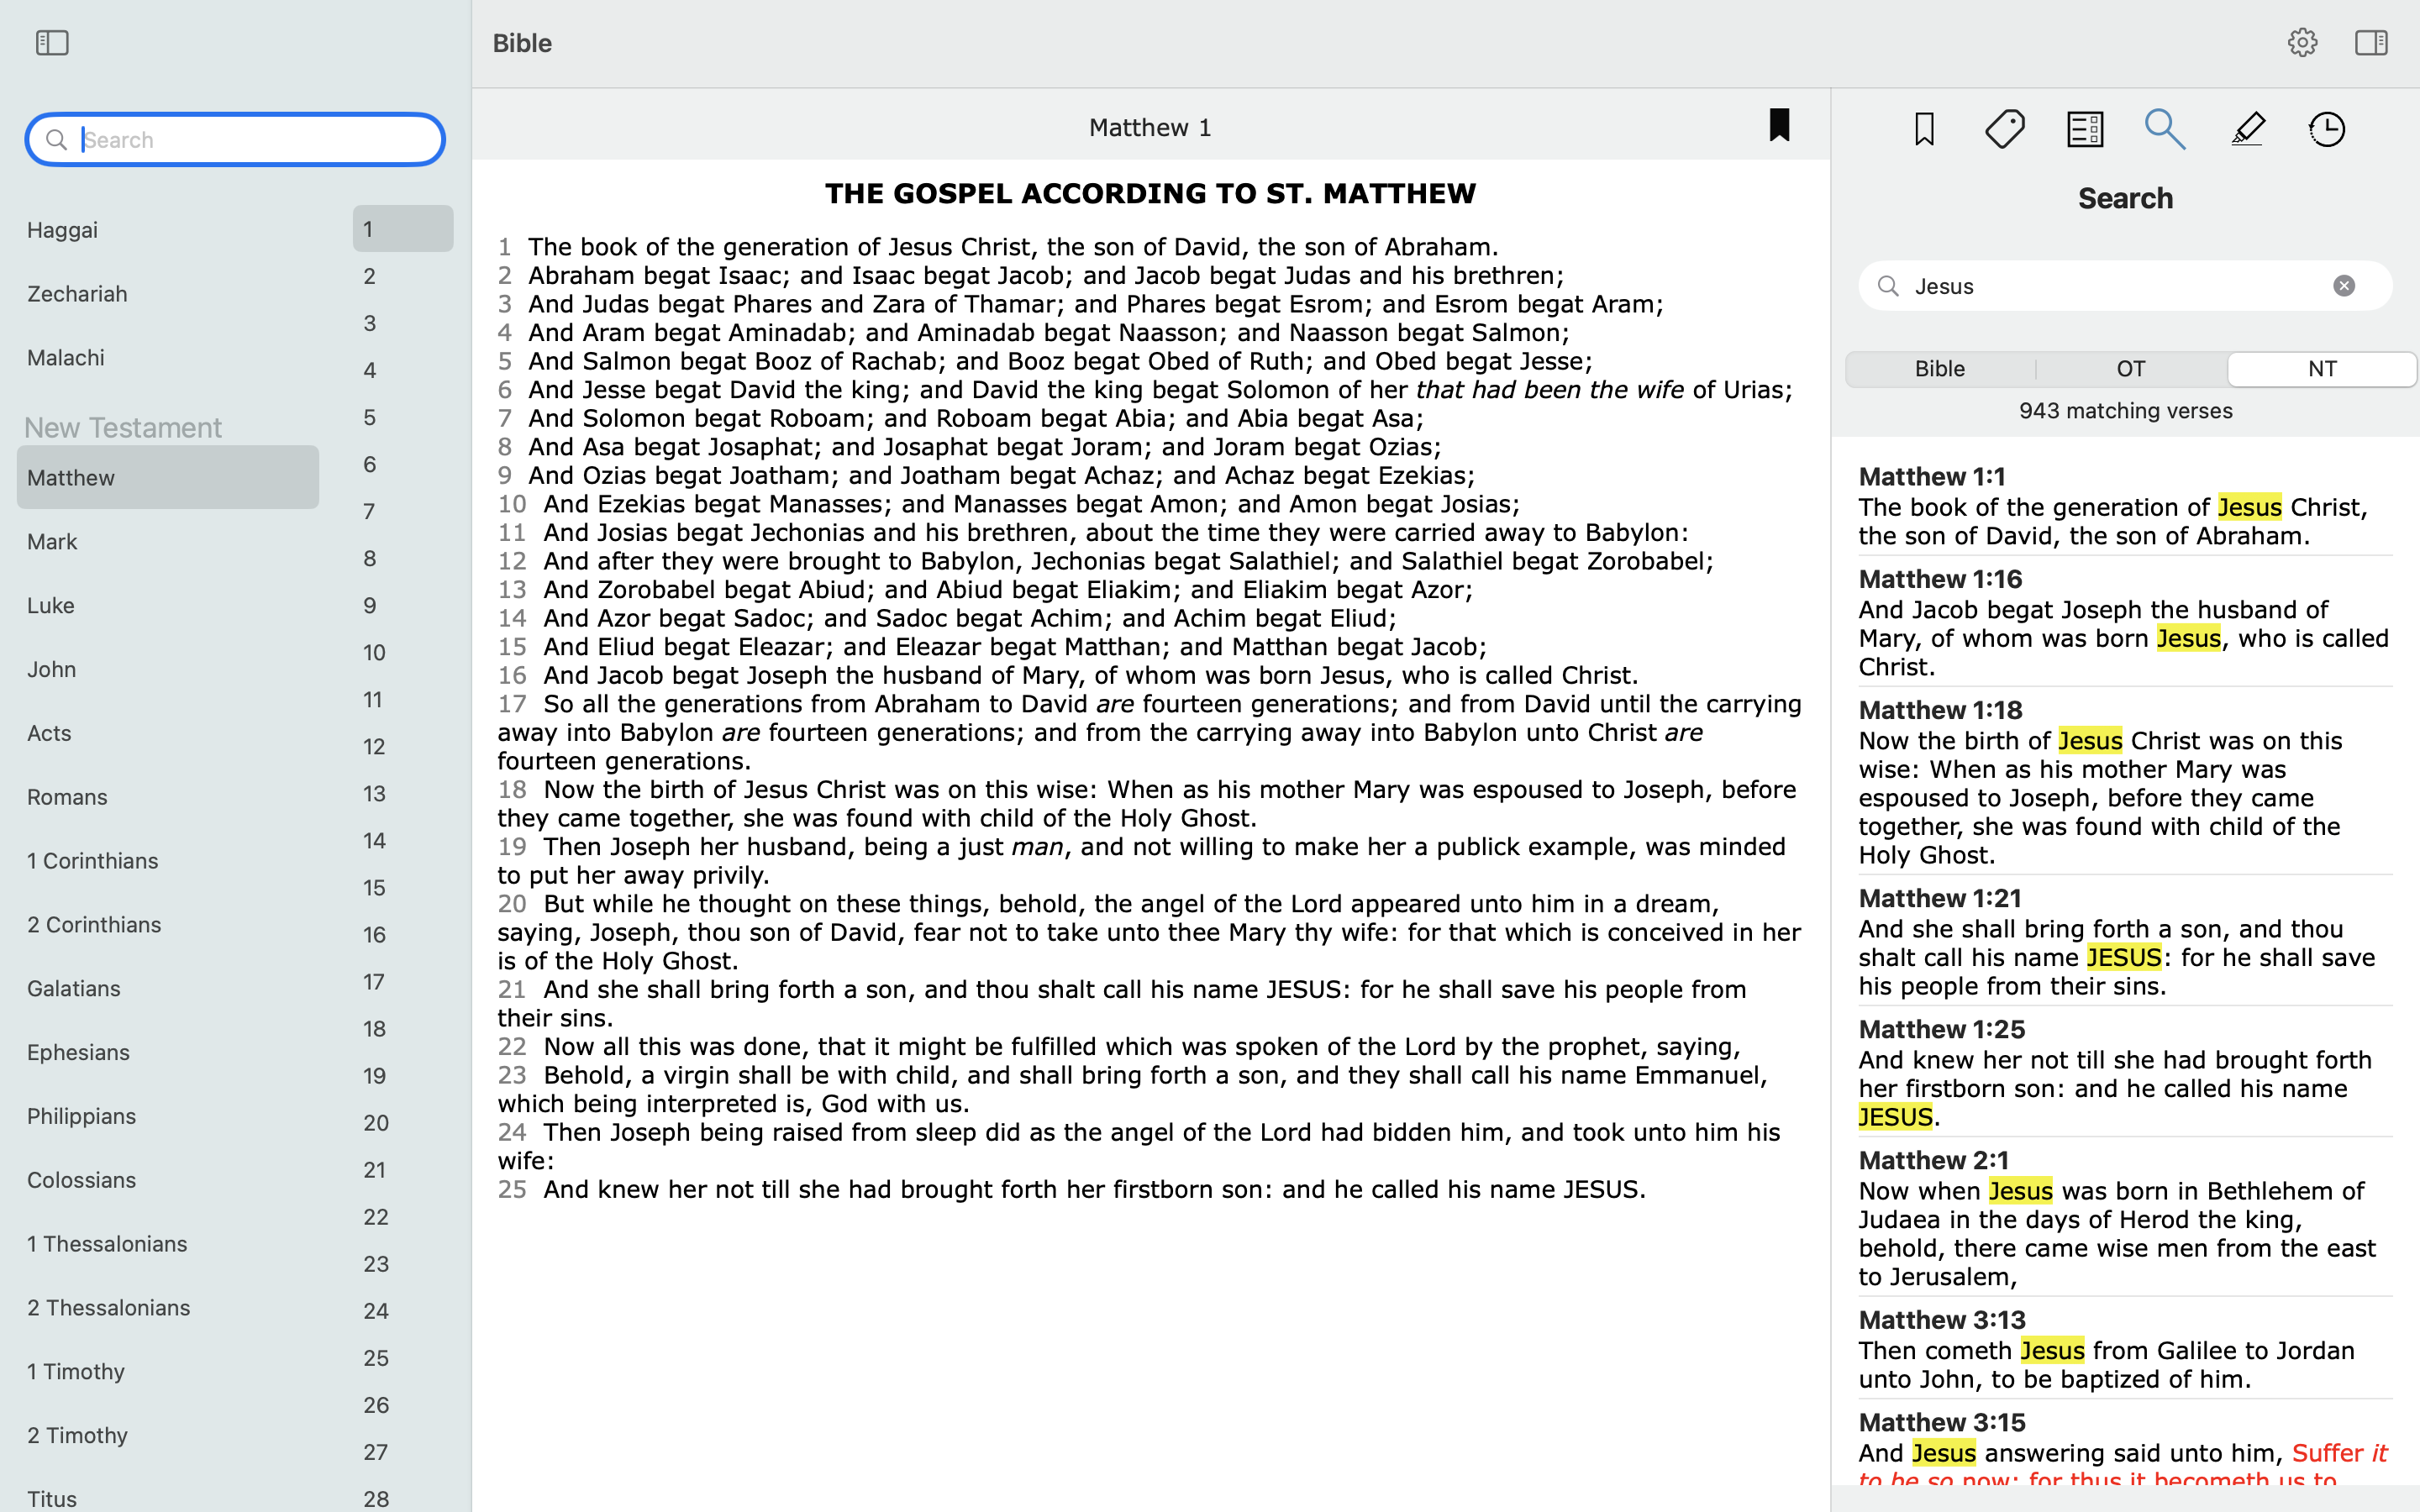 Bible
Search
Haggai
Zechariah
Malachi
New Testament
Matthew
Mark
Luke
John
Acts
Romans
1 Corinthians
2 Corinthians
Galatians
Ephesians
Philippians
Colossians
1 Thessalonians
2 Thessalonians
1 Timothy
2 Timothy
Titus
1
2
3
4
5
6
7
8
9
10
11
12
13
14
15
16
17
18
19
20
21
22
23
24
25
26
27
28
Matthew 1
THE GOSPEL ACCORDING TO ST. MATTHEW
1 The book of the generation of Jesus Christ, the son of David, the son of Abraham.
2 Abraham begat Isaac; and Isaac begat Jacob; and Jacob begat Judas and his brethren;
3 And Judas begat Phares and Zara of Thamar; and Phares begat Esrom; and Esrom begat Aram;
4 And Aram begat Aminadab; and Aminadab begat Naasson; and Naasson begat Salmon;
5 And Salmon begat Booz of Rachab; and Booz begat Obed of Ruth; and Obed begat Jesse;
6 And Jesse begat David the king; and David the king begat Solomon of her that had been the wife of Urias;
7 And Solomon begat Roboam; and Roboam begat Abia; and Abia begat Asa;
8 And Asa begat Josaphat; and Josaphat begat Joram; and Joram begat Ozias;
9 And Ozias begat Joatham; and Joatham begat Achaz; and Achaz begat Ezekias;
10 And Ezekias begat Manasses; and Manasses begat Amon; and Amon begat Josias;
11 And Josias begat Jechonias and his brethren, about the time they were carried away to Babylon:
12 And after they were brought to Babylon, Jechonias begat Salathiel; and Salathiel begat Zorobabel;
13 And Zorobabel begat Abiud; and Abiud begat Eliakim; and Eliakim begat Azor;
14 And Azor begat Sadoc; and Sadoc begat Achim; and Achim begat Eliud;
15 And Eliud begat Eleazar; and Eleazar begat Matthan; and Matthan begat Jacob;
16 And Jacob begat Joseph the husband of Mary, of whom was born Jesus, who is called Christ.
17 So all the generations from Abraham to David are fourteen generations; and from David until the carrying
away into Babylon are fourteen generations; and from the carrying away into Babylon unto Christ are
fourteen generations.
18 Now the birth of Jesus Christ was on this wise: When as his mother Mary was espoused to Joseph, before
they came together, she was found with child of the Holy Ghost.
19 Then Joseph her husband, being a just man, and not willing to make her a publick example, was minded
to put her away privily.
20 But while he thought on these things, behold, the angel of the Lord appeared unto him in a dream,
saying, Joseph, thou son of David, fear not to take unto thee Mary thy wife: for that which is conceived in her
is of the Holy Ghost.
21 And she shall bring forth a son, and thou shalt call his name JESUS: for he shall save his people from
their sins.
22 Now all this was done, that it might be fulfilled which was spoken of the Lord by the prophet, saying,
23 Behold, a virgin shall be with child, and shall bring forth a son, and they shall call his name Emmanuel,
which being interpreted is, God with us.
24 Then Joseph being raised from sleep did as the angel of the Lord had bidden him, and took unto him his
wife:
25 And knew her not till she had brought forth her firstborn son: and he called his name JESUS.
Search
Jesus
Bible OT NT
943 matching verses
Matthew 1:1
The book of the generation of Jesus Christ,
the son of David, the son of Abraham.
Matthew 1:16
And Jacob begat Joseph the husband of
Mary, of whom was born Jesus, who is called
Christ.
Matthew 1:18
Now the birth of Jesus Christ was on this
wise: When as his mother Mary was
espoused to Joseph, before they came
together, she was found with child of the
Holy Ghost.
Matthew 1:21
And she shall bring forth a son, and thou
shalt call his name JESUS: for he shall save
his people from their sins.
Matthew 1:25
And knew her not till she had brought forth
her firstborn son: and he called his name
JESUS.
Matthew 2:1
Now when Jesus was born in Bethlehem of
Judaea in the days of Herod the king,
behold, there came wise men from the east
to Jerusalem,
Matthew 3:13
Then cometh Jesus from Galilee to Jordan
unto John, to be baptized of him.
Matthew 3:15
And Jesus answering said unto him, Suffer it
to be so now: for thus it becometh us to